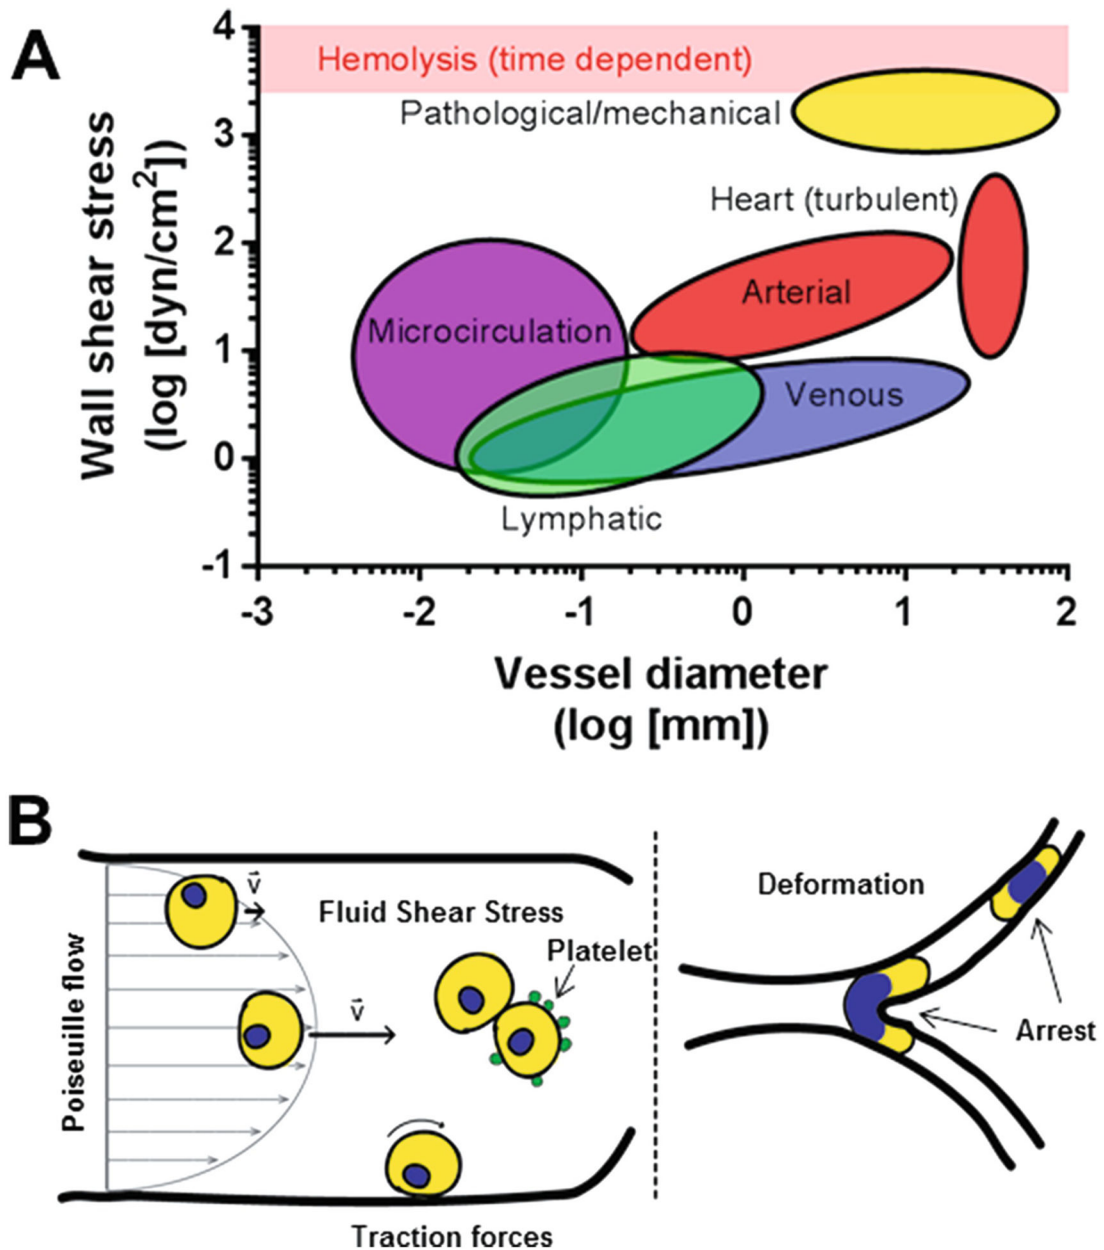 A
4
3
2
1
0
-1
Wall shear stress
(log [dyn/cm²])
Hemolysis (time dependent)
Pathological/mechanical
Heart (turbulent)
Arterial
Microcirculation
Venous
Lymphatic
-3 -2 -1 0 1 2
Vessel diameter
(log [mm])
B
Poiseuille flow
v⃗
Fluid Shear Stress
Platelet
v⃗
Traction forces
Deformation
Arrest